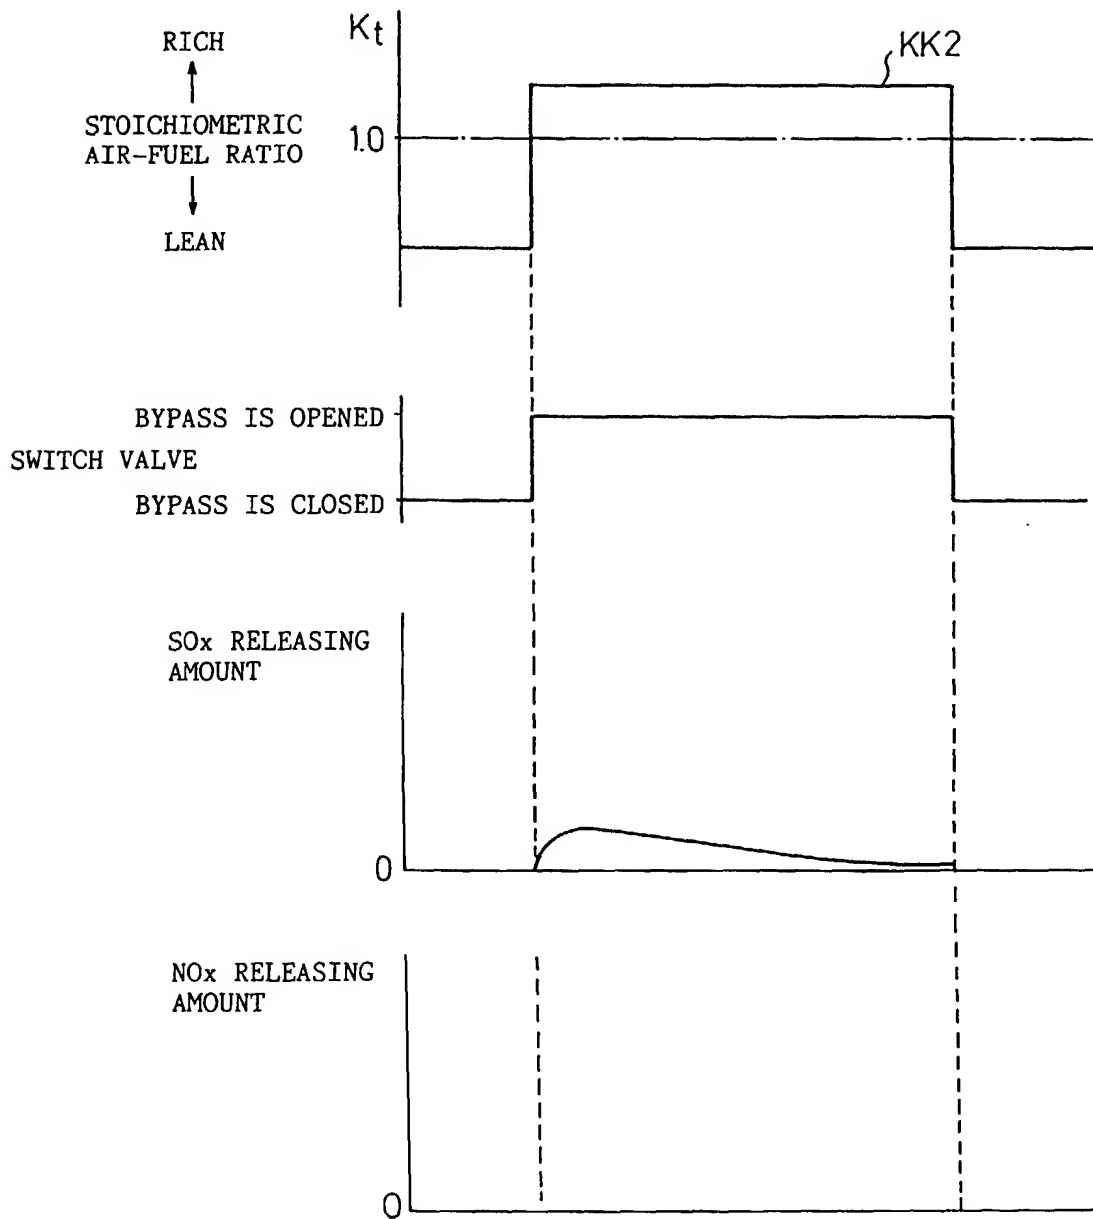 RICH
Kt
KK2
STOICHIOMETRIC
AIR-FUEL RATIO
1.0
LEAN
BYPASS IS OPENED
SWITCH VALVE
BYPASS IS CLOSED
SOx RELEASING
AMOUNT
0
NOx RELEASING
AMOUNT
0